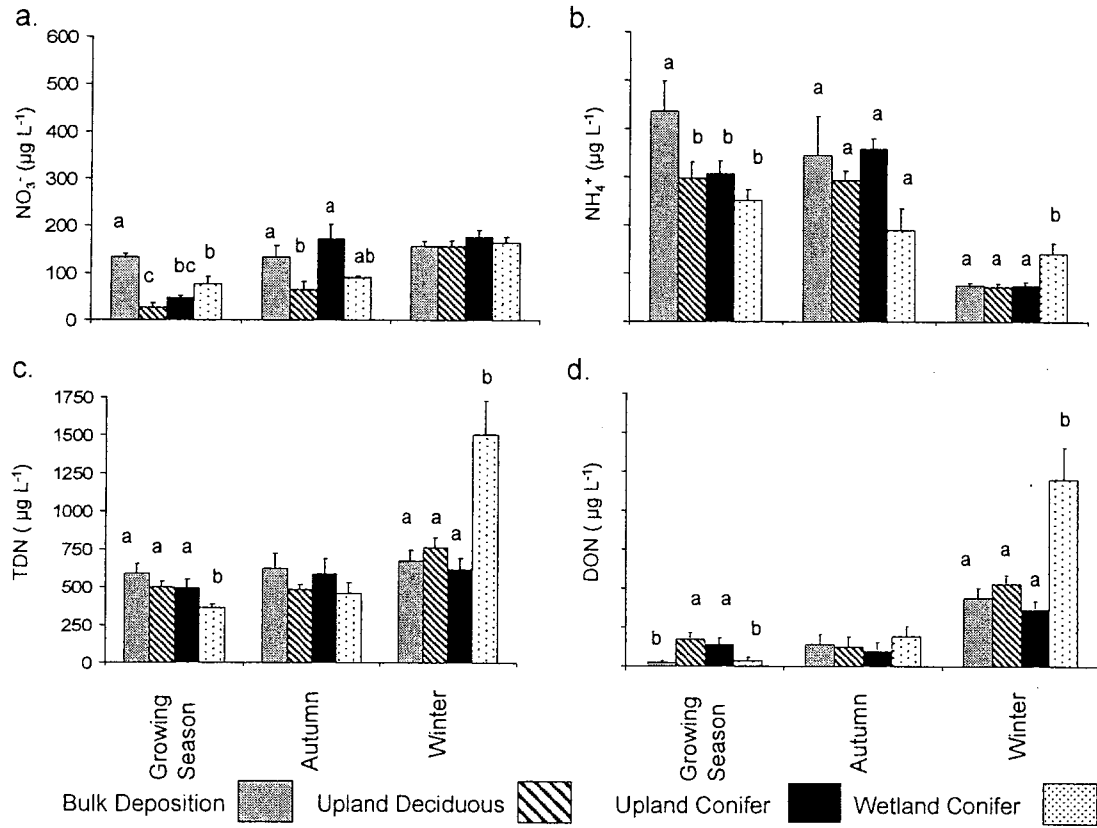 a.
600
500
400
300
200
100
0
NO₃⁻ (µg L⁻¹)
a
c
bc
b
a
b
a
ab
b.
NH₄⁺ (µg L⁻¹)
a
b
b
b
a
a
a
a
a
a
a
b
c.
1750
1500
1250
1000
750
500
250
0
TDN ( µg L⁻¹)
a
a
a
b
a
a
a
b
Growing Season
Autumn
Winter
d.
DON ( µg L⁻¹)
b
a
a
b
a
a
a
b
Growing Season
Autumn
Winter
Bulk Deposition Upland Deciduous Upland Conifer Wetland Conifer